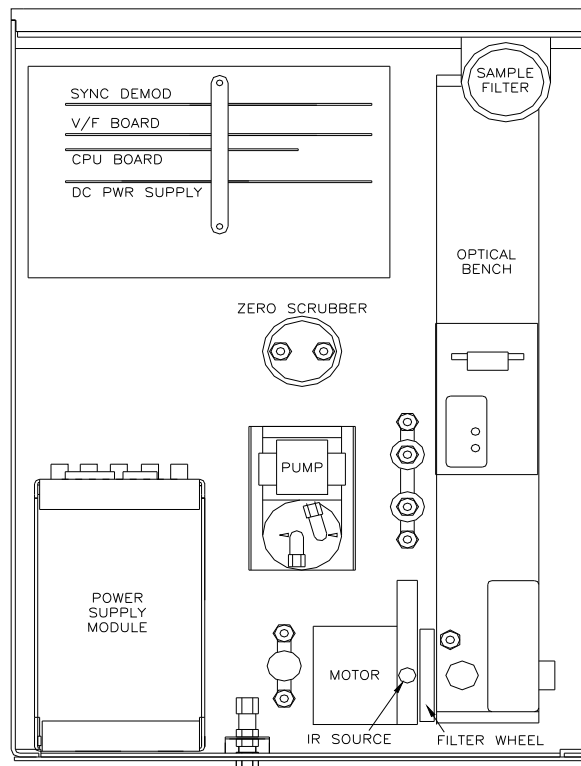 SAMPLE
FILTER
SYNC DEMOD
V/F BOARD
CPU BOARD
DC PWR SUPPLY
OPTICAL
BENCH
ZERO SCRUBBER
PUMP
POWER
SUPPLY
MODULE
MOTOR
IR SOURCE
FILTER WHEEL